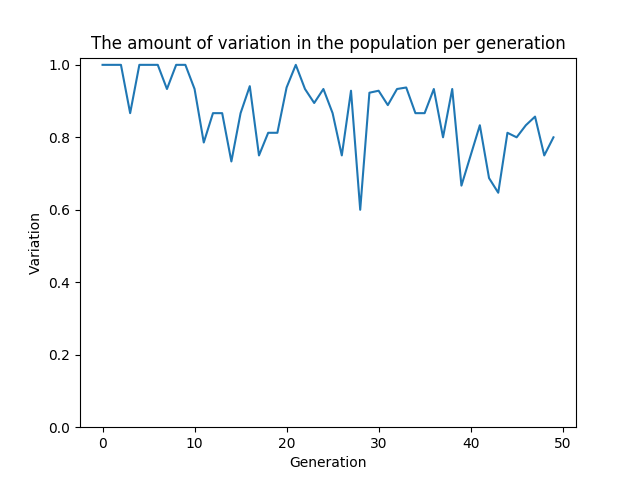 The amount of variation in the population per generation
1.0
0.8
0.6
0.4
0.2
0.0
Variation
0 10 20 30 40 50
Generation